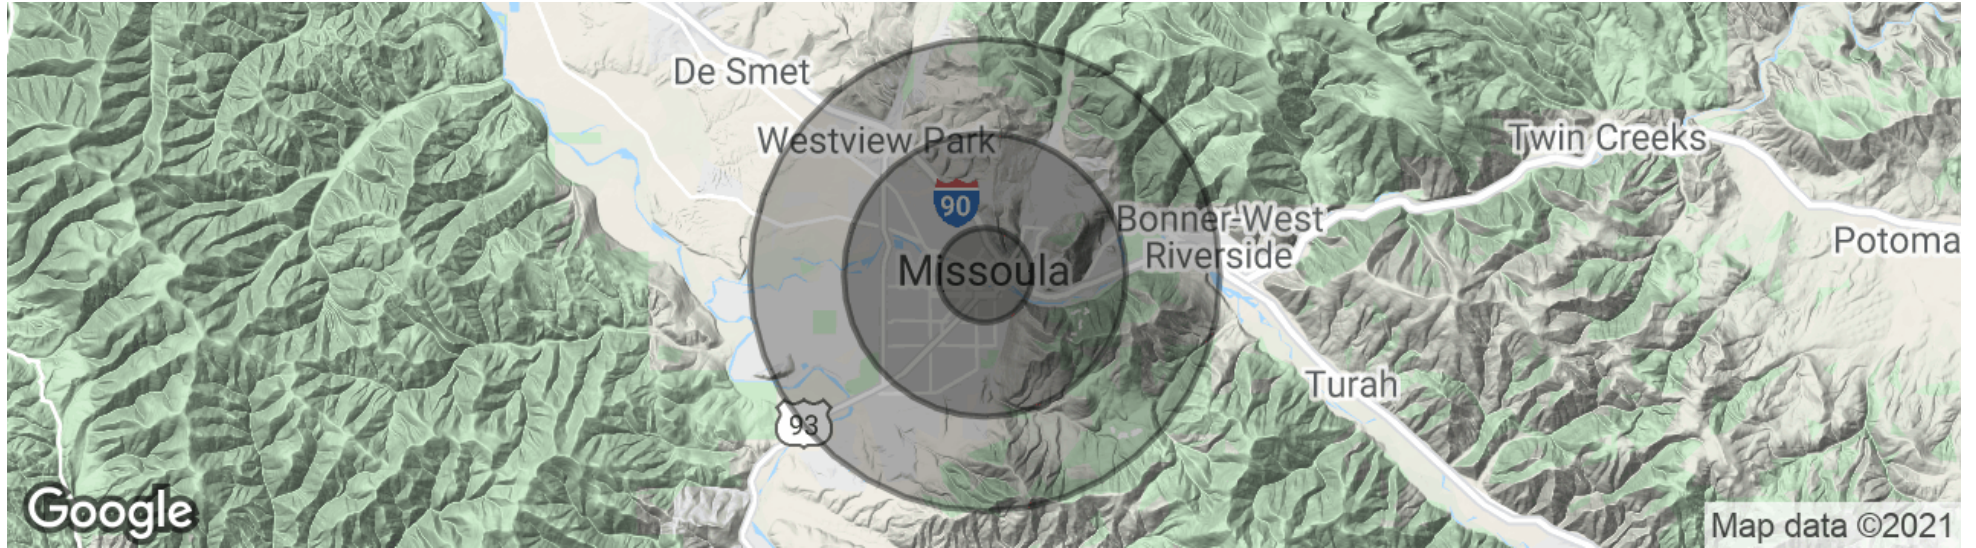 De Smet
Westview Park
Twin Creeks
90
Bonner-West
Riverside
Potoma
Missoula
Turah
93
Google
Map data ©2021